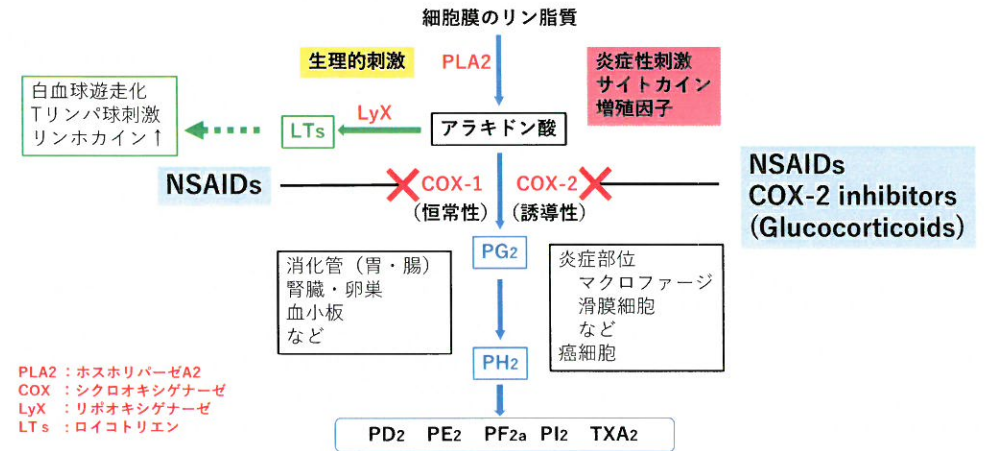 細胞膜のリン脂質
生理的刺激
PLA2
炎症性刺激
サイトカイン
増殖因子
白血球遊走化
Tリンパ球刺激
リンホカイン↑
LTs
LyX
アラキドン酸
NSAIDs
COX-1
(恒常性)
COX-2
(誘導性)
NSAIDs
COX-2 inhibitors
(Glucocorticoids)
PG2
消化管（胃・腸）
腎臓・卵巣
血小板
など
炎症部位
マクロファージ
滑膜細胞
など
癌細胞
PH2
PLA2 ：ホスホリパーゼA2
COX ：シクロオキシゲナーゼ
LyX ：リポオキシゲナーゼ
LTs ：ロイコトリエン
PD2 PE2 PF2a PI2 TXA2